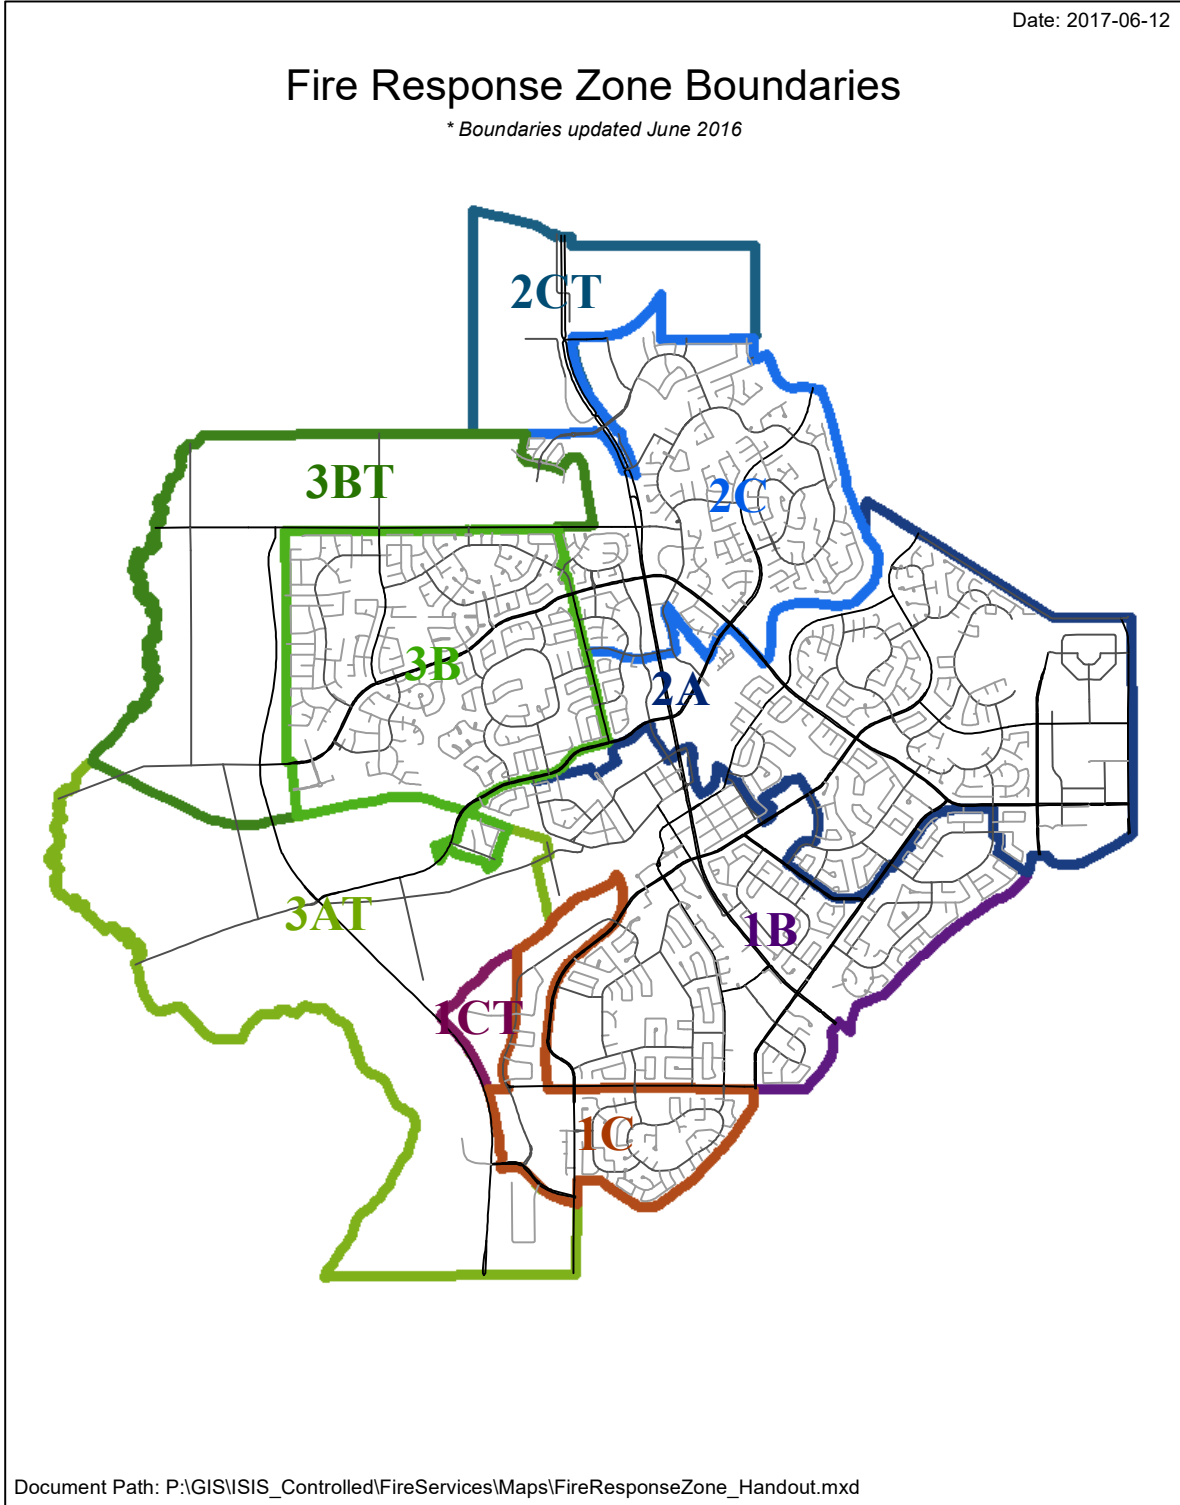 Date: 2017-06-12
Fire Response Zone Boundaries
* Boundaries updated June 2016
2CT
3BT
2C
3B
2A
3AT
1B
1CT
1C
Document Path: P:\GIS\ISIS_Controlled\FireServices\Maps\FireResponseZone_Handout.mxd